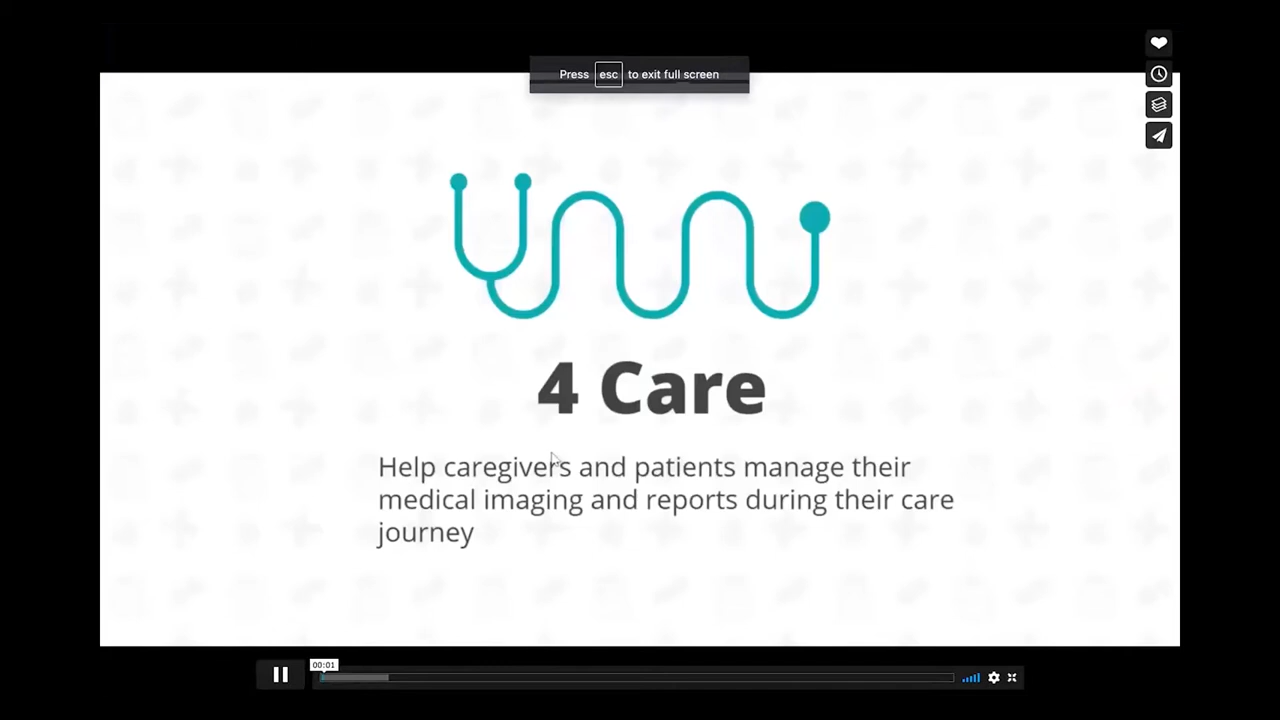 Press esc to exit full screen
4 Care
Help caregivers and patients manage their
medical imaging and reports during their care
journey
00:01